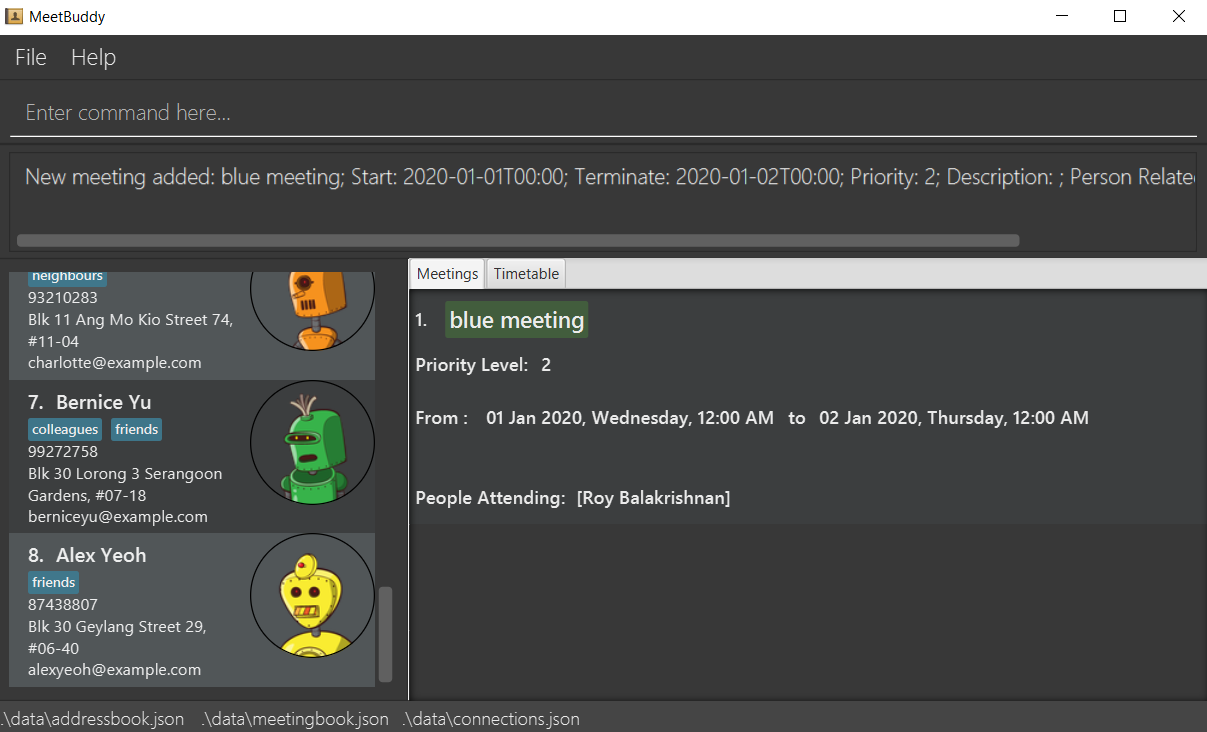 MeetBuddy
File Help
Enter command here...
New meeting added: blue meeting; Start: 2020-01-01T00:00; Terminate: 2020-01-02T00:00; Priority: 2; Description: ; Person Relate
neighbours
93210283
Blk 11 Ang Mo Kio Street 74,
#11-04
charlotte@example.com
7. Bernice Yu
colleagues friends
99272758
Blk 30 Lorong 3 Serangoon
Gardens, #07-18
berniceyu@example.com
8. Alex Yeoh
friends
87438807
Blk 30 Geylang Street 29,
#06-40
alexyeoh@example.com
Meetings Timetable
1. blue meeting
Priority Level: 2
From : 01 Jan 2020, Wednesday, 12:00 AM to 02 Jan 2020, Thursday, 12:00 AM
People Attending: [Roy Balakrishnan]
.\data\addressbook.json .\data\meetingbook.json .\data\connections.json